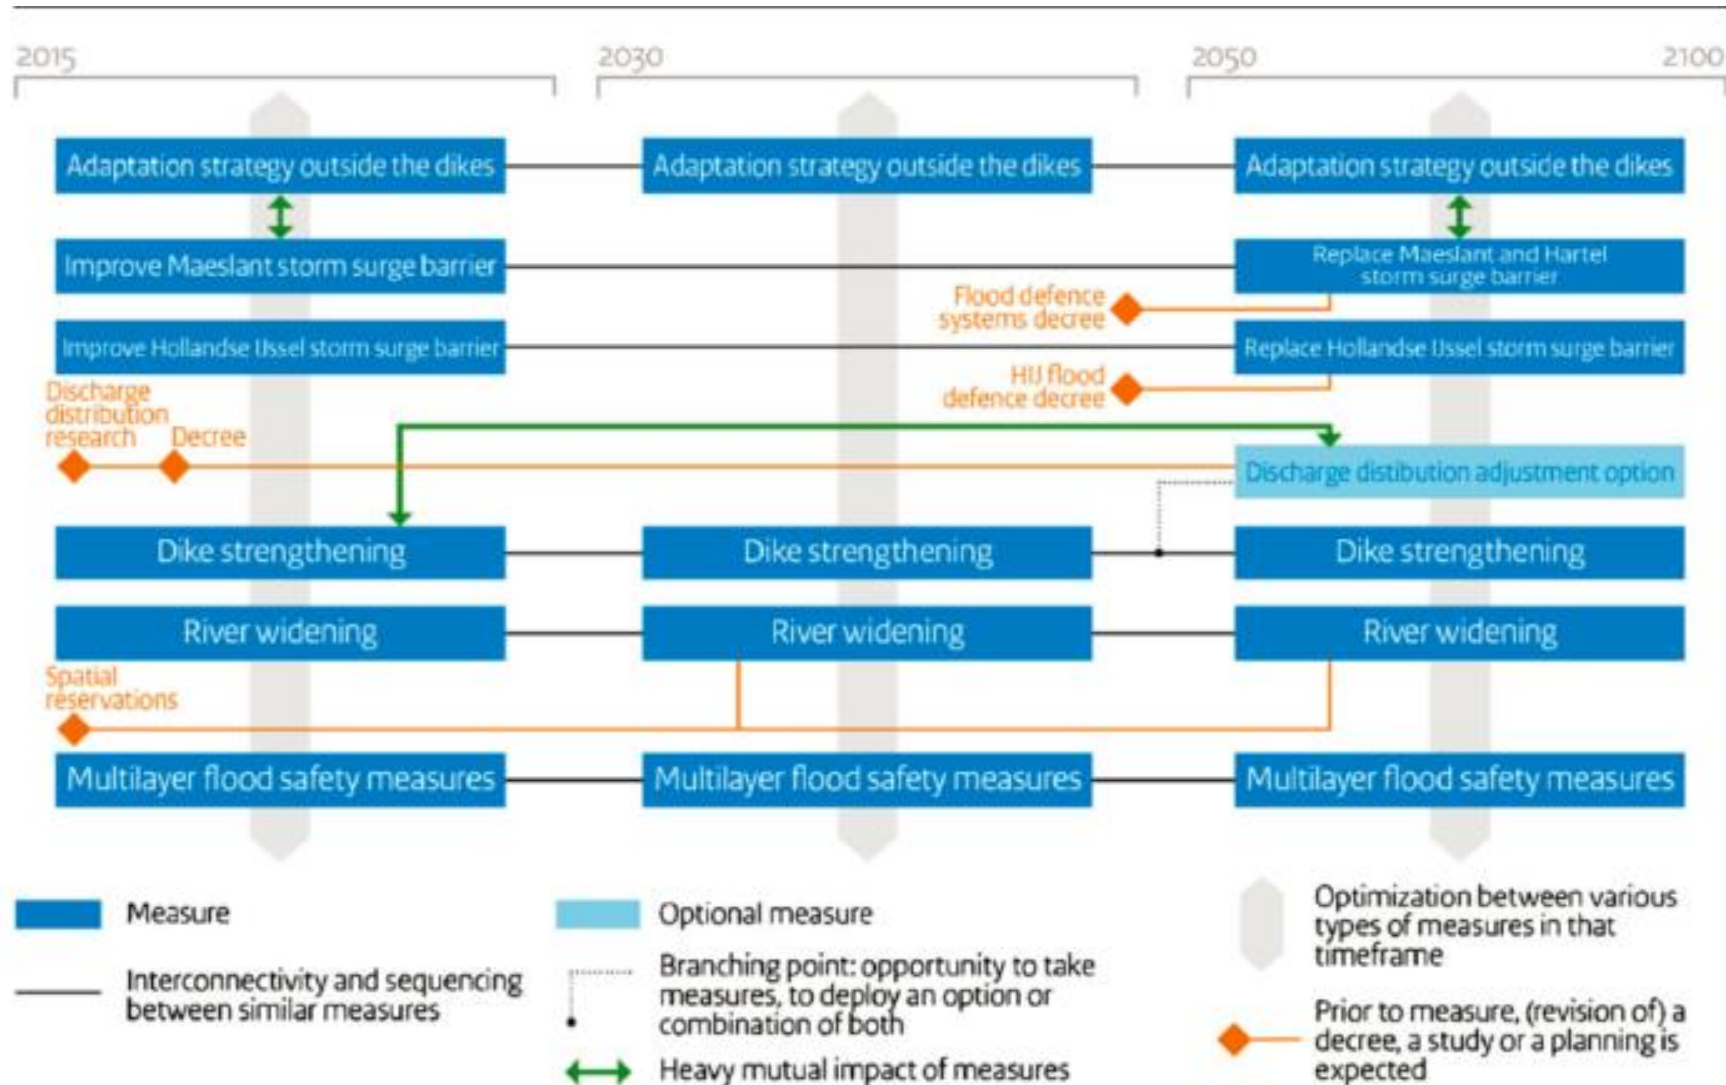 2015
2030
2050
2100
Adaptation strategy outside the dikes
Adaptation strategy outside the dikes
Adaptation strategy outside the dikes
Improve Maeslant storm surge barrier
Replace Maeslant and Hartel
storm surge barrier
Flood defence
systems decree
Improve Hollandse IJssel storm surge barrier
Replace Hollandse IJssel storm surge barrier
HIJ flood
defence decree
Discharge
distribution
research
Decree
Discharge distibution adjustment option
Dike strengthening
Dike strengthening
Dike strengthening
River widening
River widening
River widening
Spatial
reservations
Multilayer flood safety measures
Multilayer flood safety measures
Multilayer flood safety measures
Measure
Interconnectivity and sequencing
between similar measures
Optional measure
Branching point: opportunity to take
measures, to deploy an option or
combination of both
Heavy mutual impact of measures
Optimization between various
types of measures in that
timeframe
Prior to measure, (revision of) a
decree, a study or a planning is
expected